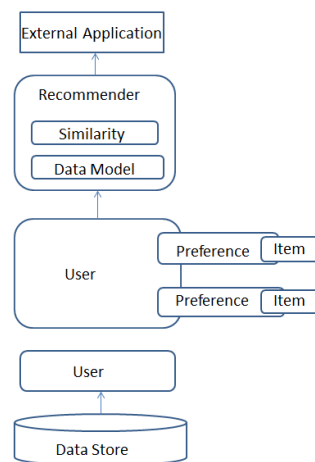 External Application
Recommender
Similarity
Data Model
User
Preference
Item
Preference
Item
User
Data Store